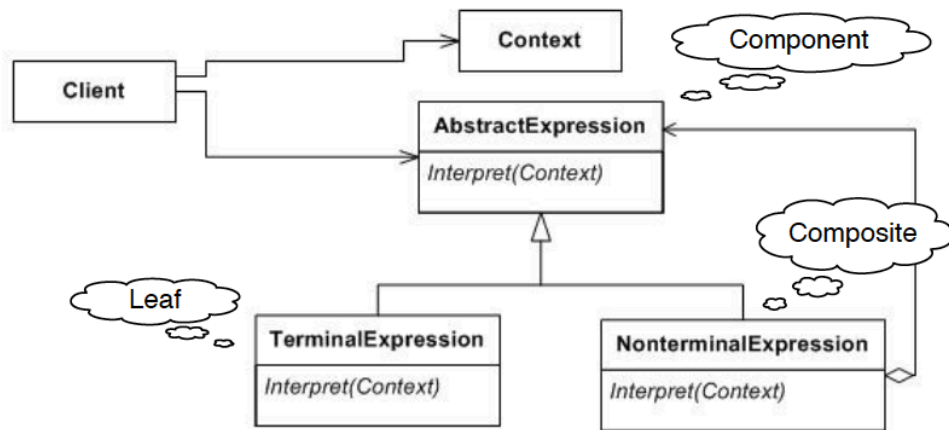 Component
Context
Client
AbstractExpression
Interpret(Context)
Composite
Leaf
TerminalExpression
Interpret(Context)
NonterminalExpression
Interpret(Context)